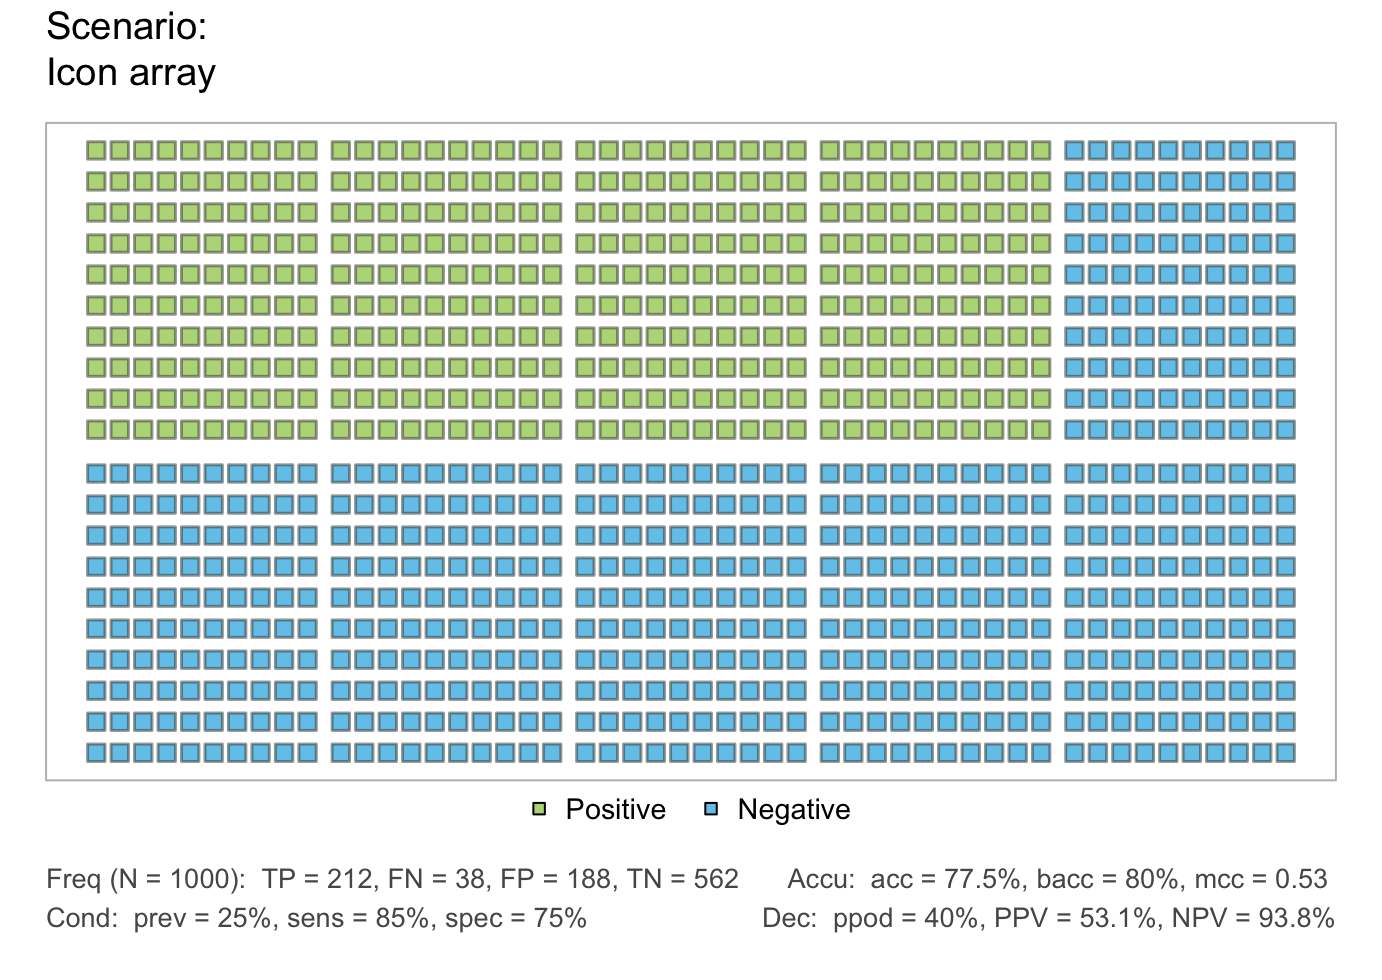 Scenario:
Icon array
Positive Negative
Freq (N = 1000): TP = 212, FN = 38, FP = 188, TN = 562 Accu: acc = 77.5%, bacc = 80%, mcc = 0.53
Cond: prev = 25%, sens = 85%, spec = 75% Dec: ppod = 40%, PPV = 53.1%, NPV = 93.8%